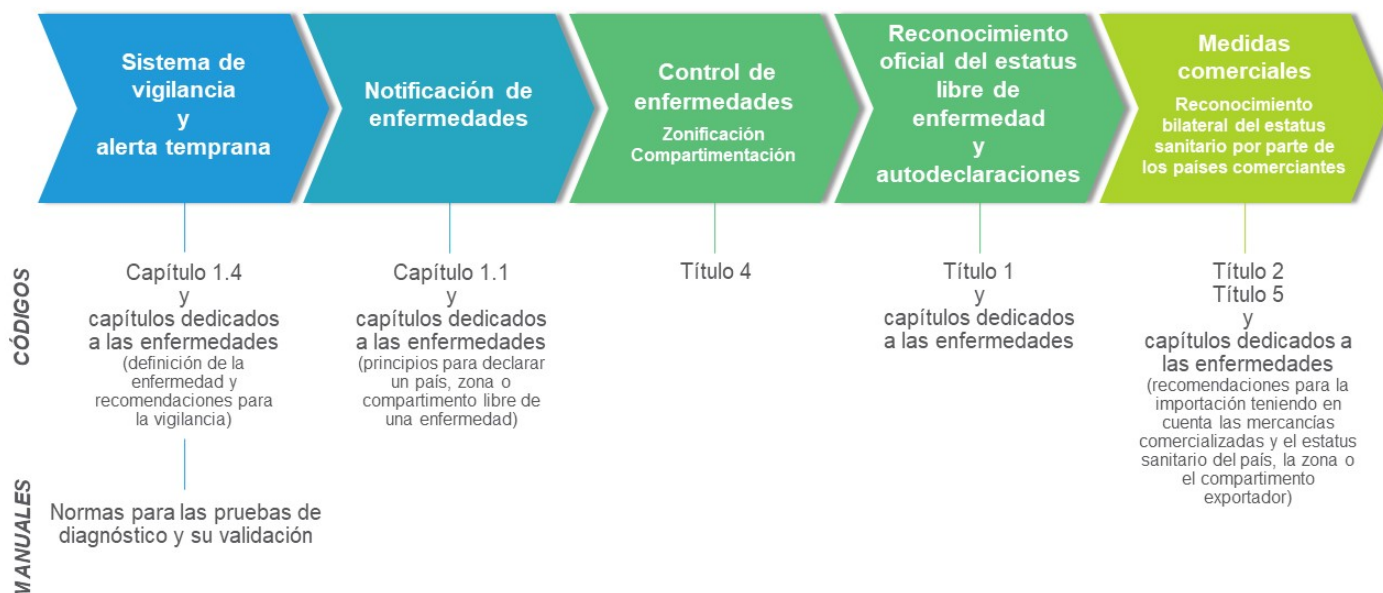 Sistema de
vigilancia
y
alerta temprana
Notificación de
enfermedades
Control de
enfermedades
Zonificación
Compartimentación
Reconocimiento
oficial del estatus
libre de
enfermedad
y
autodeclaraciones
Medidas
comerciales
Reconocimiento
bilateral del estatus
sanitario por parte de
los países comerciantes
CÓDIGOS
Capítulo 1.4
y
capítulos dedicados
a las enfermedades
(definición de la
enfermedad y
recomendaciones para
la vigilancia)
Capítulo 1.1
y
capítulos dedicados
a las enfermedades
(principios para declarar
un país, zona o
compartimento libre de
una enfermedad)
Título 4
Título 1
y
capítulos dedicados
a las enfermedades
Título 2
Título 5
y
capítulos dedicados a
las enfermedades
(recomendaciones para la
importación teniendo en
cuenta las mercancías
comercializadas y el estatus
sanitario del país, la zona o
el compartimento
exportador)
MANUALES
Normas para las pruebas de
diagnóstico y su validación